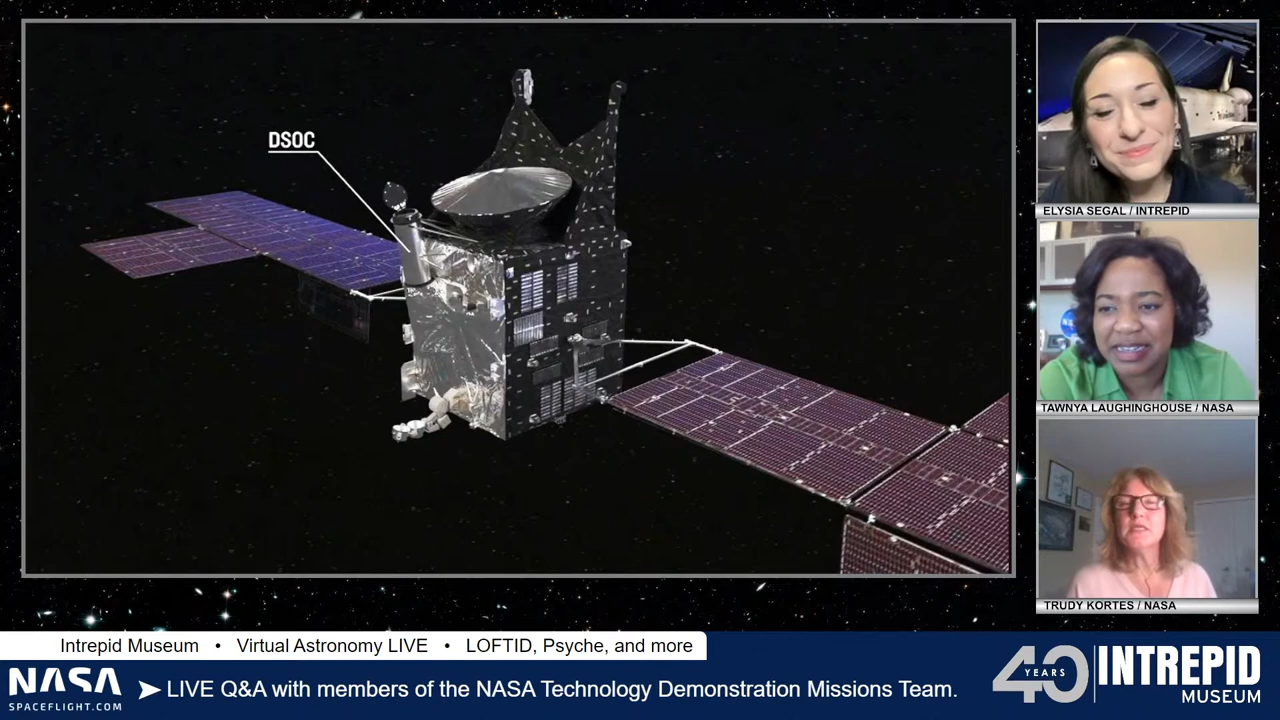 DSOC
ELYSIA SEGAL / INTREPID
TAWNYA LAUGHINGHOUSE / NASA
TRUDY KORTES / NASA
Intrepid Museum • Virtual Astronomy LIVE • LOFTID, Psyche, and more
NASA
SPACEFLIGHT.COM
➤ LIVE Q&A with members of the NASA Technology Demonstration Missions Team.
40
YEARS
INTREPID
MUSEUM